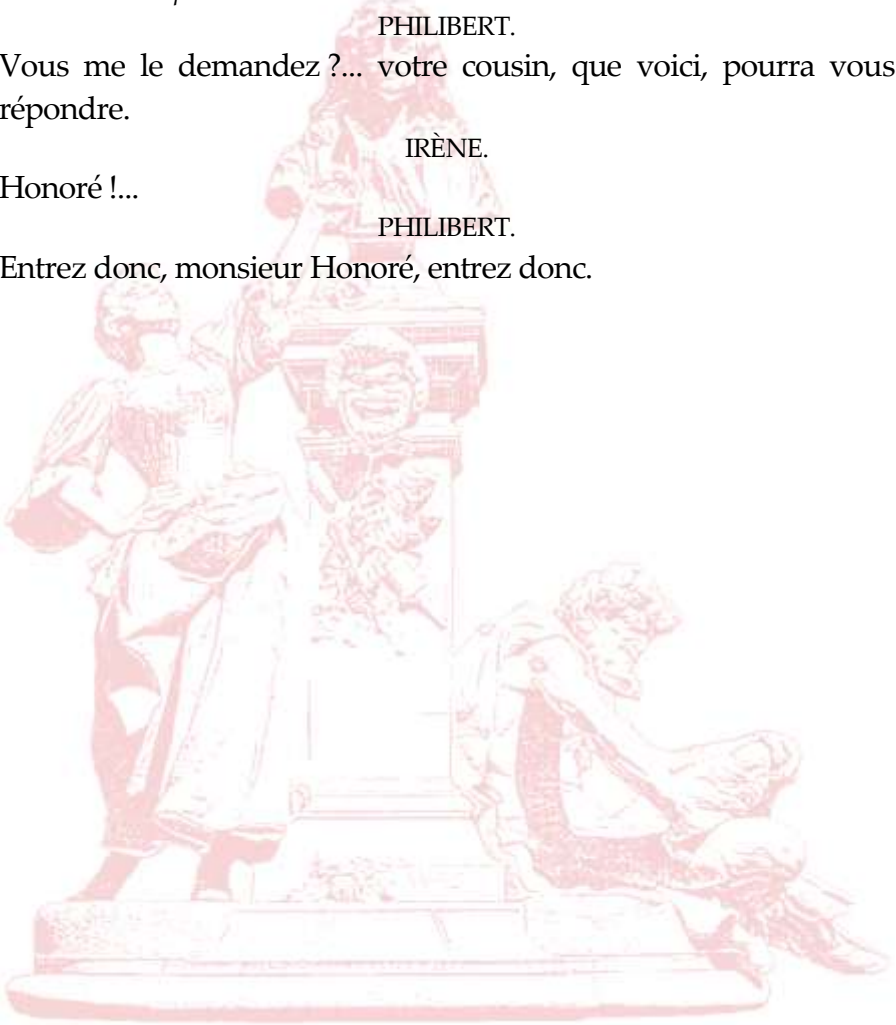 PHILIBERT.
Vous me le demandez ?... votre cousin, que voici, pourra vous
répondre.
IRÈNE.
Honoré !...
PHILIBERT.
Entrez donc, monsieur Honoré, entrez donc.